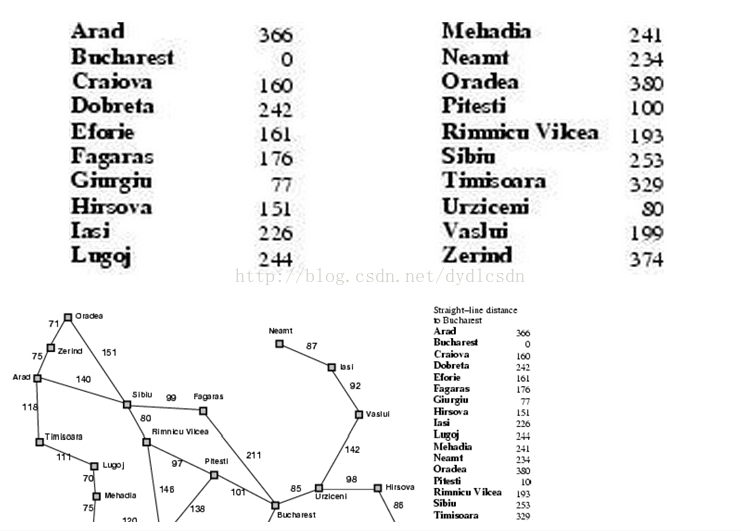 Arad 366
Bucharest 0
Craiova 160
Dobreta 242
Eforie 161
Fagaras 176
Giurgiu 77
Hirsova 151
Iasi 226
Lugoj 244
Mehadia 241
Neamt 234
Oradea 380
Pitesti 100
Rimnicu Vilcea 193
Sibiu 253
Timisoara 329
Urziceni 80
Vaslui 199
Zerind 374
http://blog.csdn.net/dydlcsdn
Oradea
71
Zerind
75
151
Arad
140
118
Sibiu
99
Fagaras
80
Timisoara
Rimnicu Vilcea
111
Lugoj
97
Pitesti
211
70
Mehadia
146
101
75
138
120
Neamt
87
Iasi
92
Vaslui
142
98
Hirsova
85
Urziceni
86
Bucharest
Straight–line distance
to Bucharest
Arad 366
Bucharest 0
Craiova 160
Dobreta 242
Eforie 161
Fagaras 176
Giurgiu 77
Hirsova 151
Iasi 226
Lugoj 244
Mehadia 241
Neamt 234
Oradea 380
Pitesti 10
Rimnicu Vilcea 193
Sibiu 253
Timisoara 329